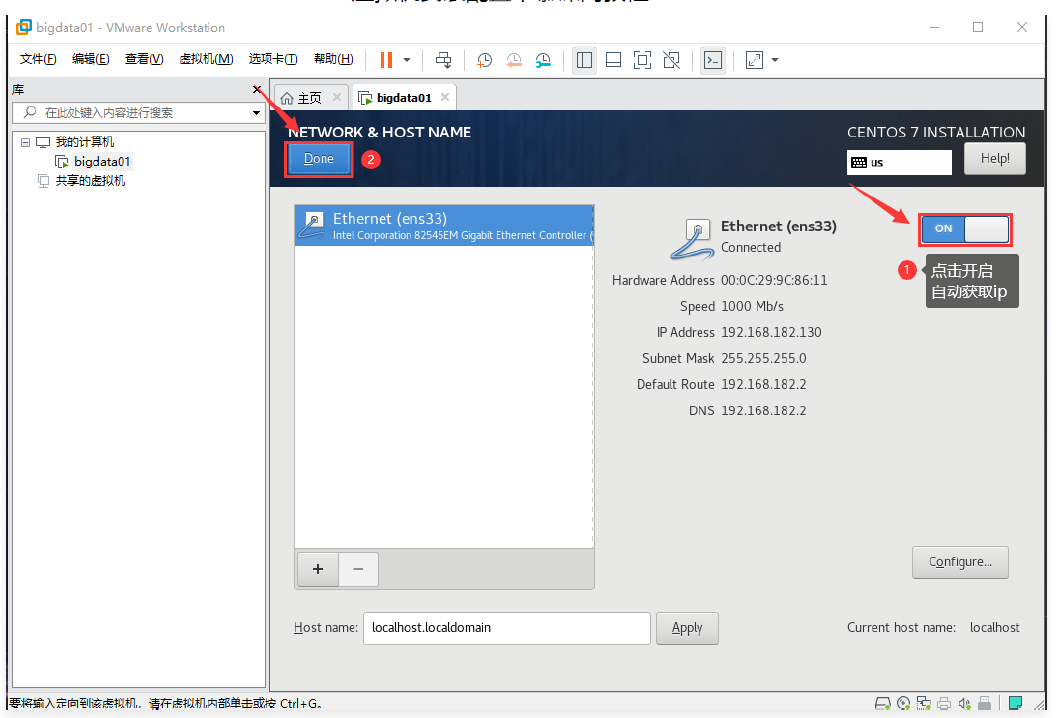 bigdata01 - VMware Workstation
文件(F) 编辑(E) 查看(V) 虚拟机(M) 选项卡(T) 帮助(H)
库
在此处键入内容进行搜索
我的计算机
bigdata01
共享的虚拟机
主页
bigdata01
NETWORK & HOST NAME
CENTOS 7 INSTALLATION
Done
2
us
Help!
Ethernet (ens33)
Intel Corporation 82545EM Gigabit Ethernet Controller (
Ethernet (ens33)
Connected
ON
1
点击开启
自动获取ip
Hardware Address 00:0C:29:9C:86:11
Speed 1000 Mb/s
IP Address 192.168.182.130
Subnet Mask 255.255.255.0
Default Route 192.168.182.2
DNS 192.168.182.2
+ −
Configure...
Host name: localhost.localdomain Apply
Current host name: localhost
要将输入定向到该虚拟机，请在虚拟机内部单击或按 Ctrl+G。